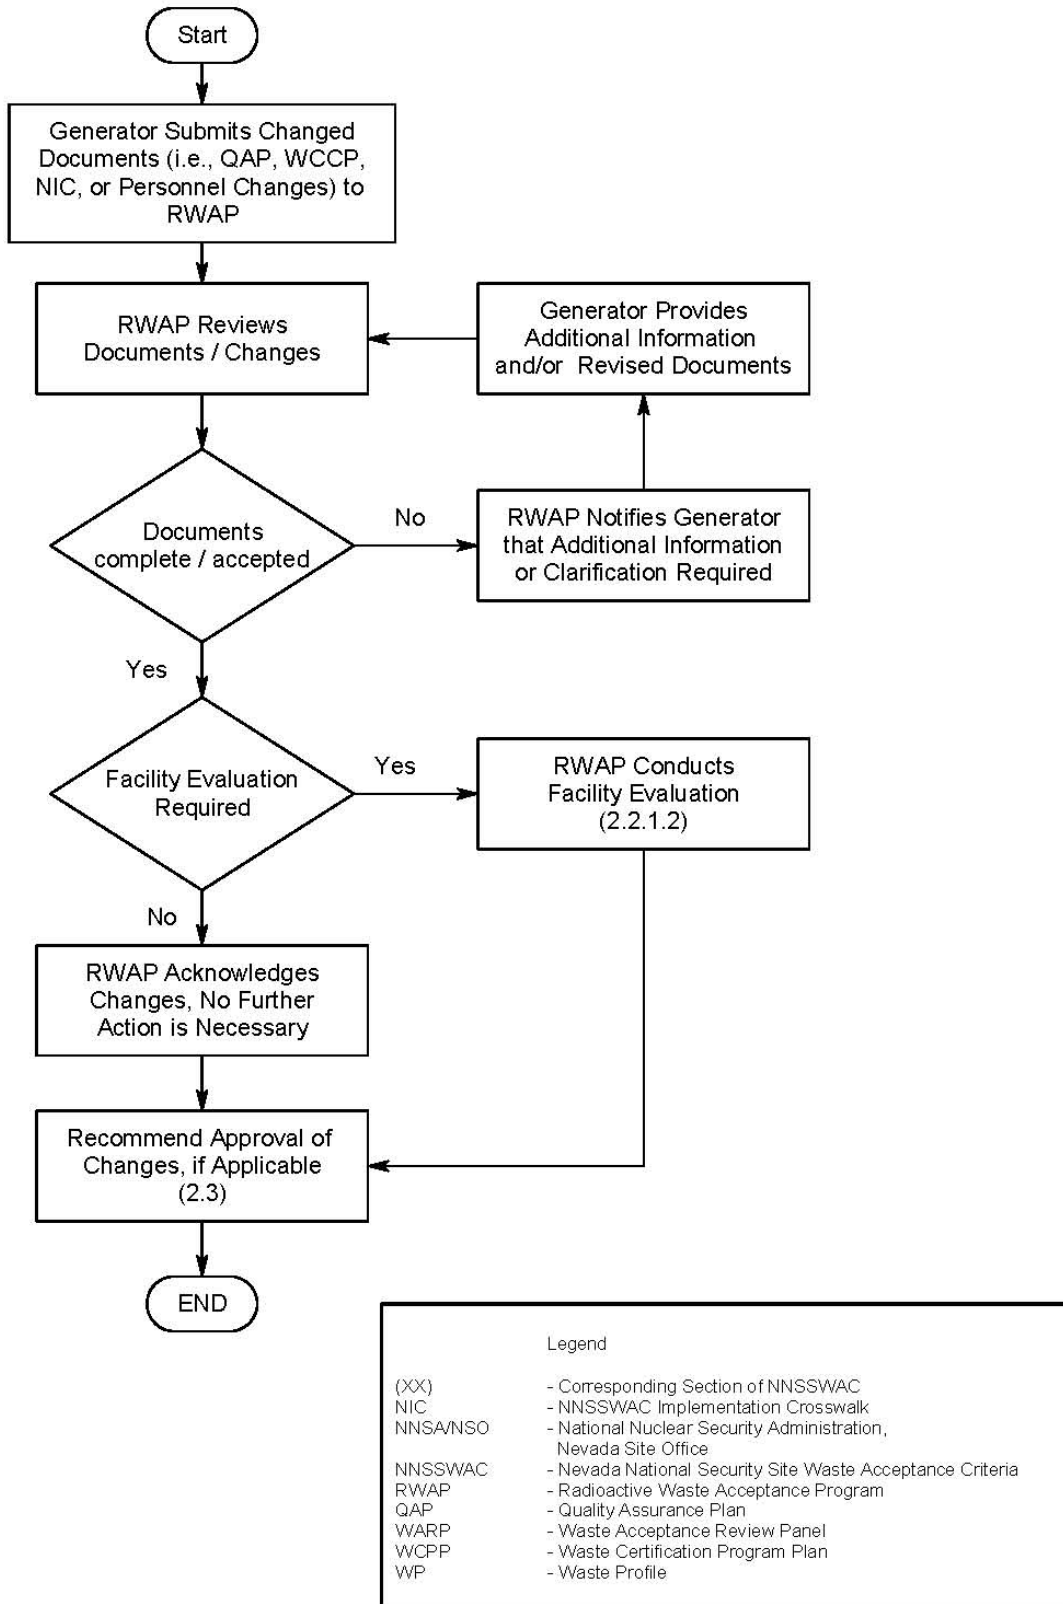 Start
Generator Submits Changed
Documents (i.e., QAP, WCCP,
NIC, or Personnel Changes) to
RWAP
RWAP Reviews
Documents / Changes
Generator Provides
Additional Information
and/or Revised Documents
Documents
complete / accepted
No
RWAP Notifies Generator
that Additional Information
or Clarification Required
Yes
Facility Evaluation
Required
Yes
RWAP Conducts
Facility Evaluation
(2.2.1.2)
No
RWAP Acknowledges
Changes, No Further
Action is Necessary
Recommend Approval of
Changes, if Applicable
(2.3)
END
Legend
(XX) - Corresponding Section of NNSSWAC
NIC - NNSSWAC Implementation Crosswalk
NNSA/NSO - National Nuclear Security Administration,
Nevada Site Office
NNSSWAC - Nevada National Security Site Waste Acceptance Criteria
RWAP - Radioactive Waste Acceptance Program
QAP - Quality Assurance Plan
WARP - Waste Acceptance Review Panel
WCPP - Waste Certification Program Plan
WP - Waste Profile